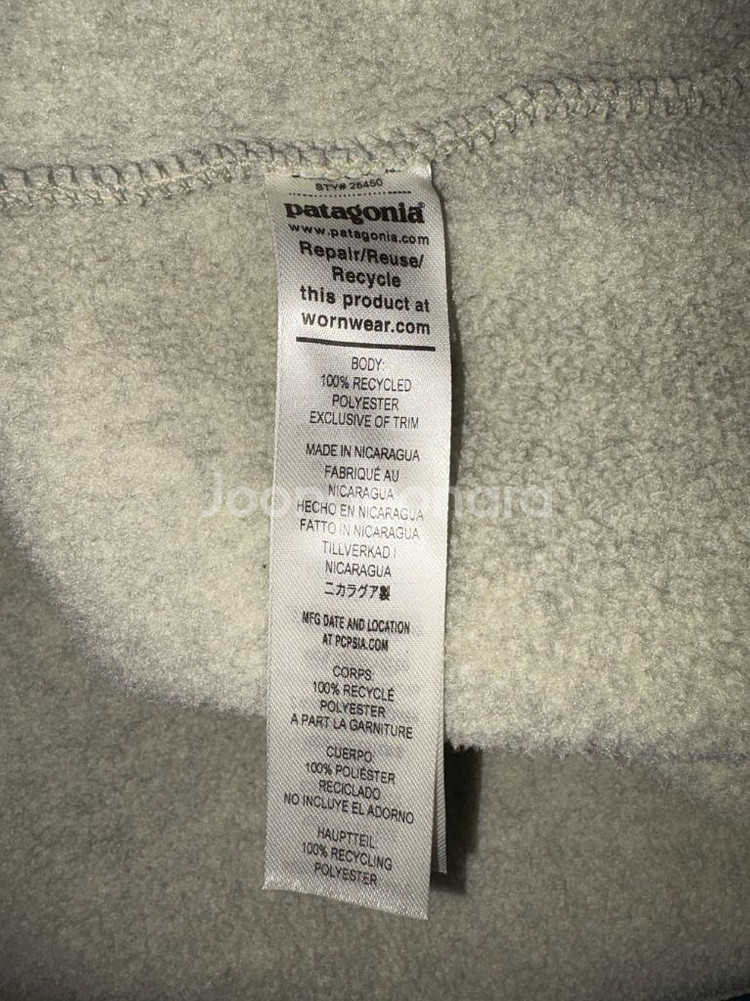 STY# 25450
patagonia
www.patagonia.com
Repair/Reuse/
Recycle
this product at
wornwear.com
BODY:
100% RECYCLED
POLYESTER
EXCLUSIVE OF TRIM
MADE IN NICARAGUA
FABRIQUÉ AU
NICARAGUA
HECHO EN NICARAGUA
FATTO IN NICARAGUA
TILLVERKAD I
NICARAGUA
ニカラグア製
MFG DATE AND LOCATION
AT PCPSIA.COM
CORPS:
100% RECYCLÉ
POLYESTER
A PART LA GARNITURE
CUERPO:
100% POLIÉSTER
RECICLADO
NO INCLUYE EL ADORNO
HAUPTTEIL:
100% RECYCLING
POLYESTER